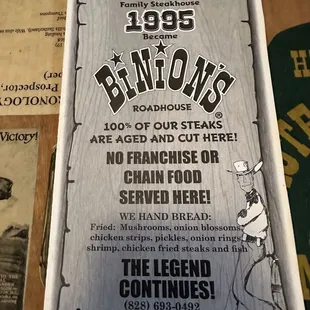 Family Steakhouse
1995
Became
BINION'S®
ROADHOUSE
100% OF OUR STEAKS
ARE AGED AND CUT HERE!
NO FRANCHISE OR
CHAIN FOOD
SERVED HERE!
WE HAND BREAD:
Fried: Mushrooms, onion blossoms,
chicken strips, pickles, onion rings,
shrimp, chicken fried steaks and fish
THE LEGEND
CONTINUES!
(828) 693-0492
Prospector,
Victory!